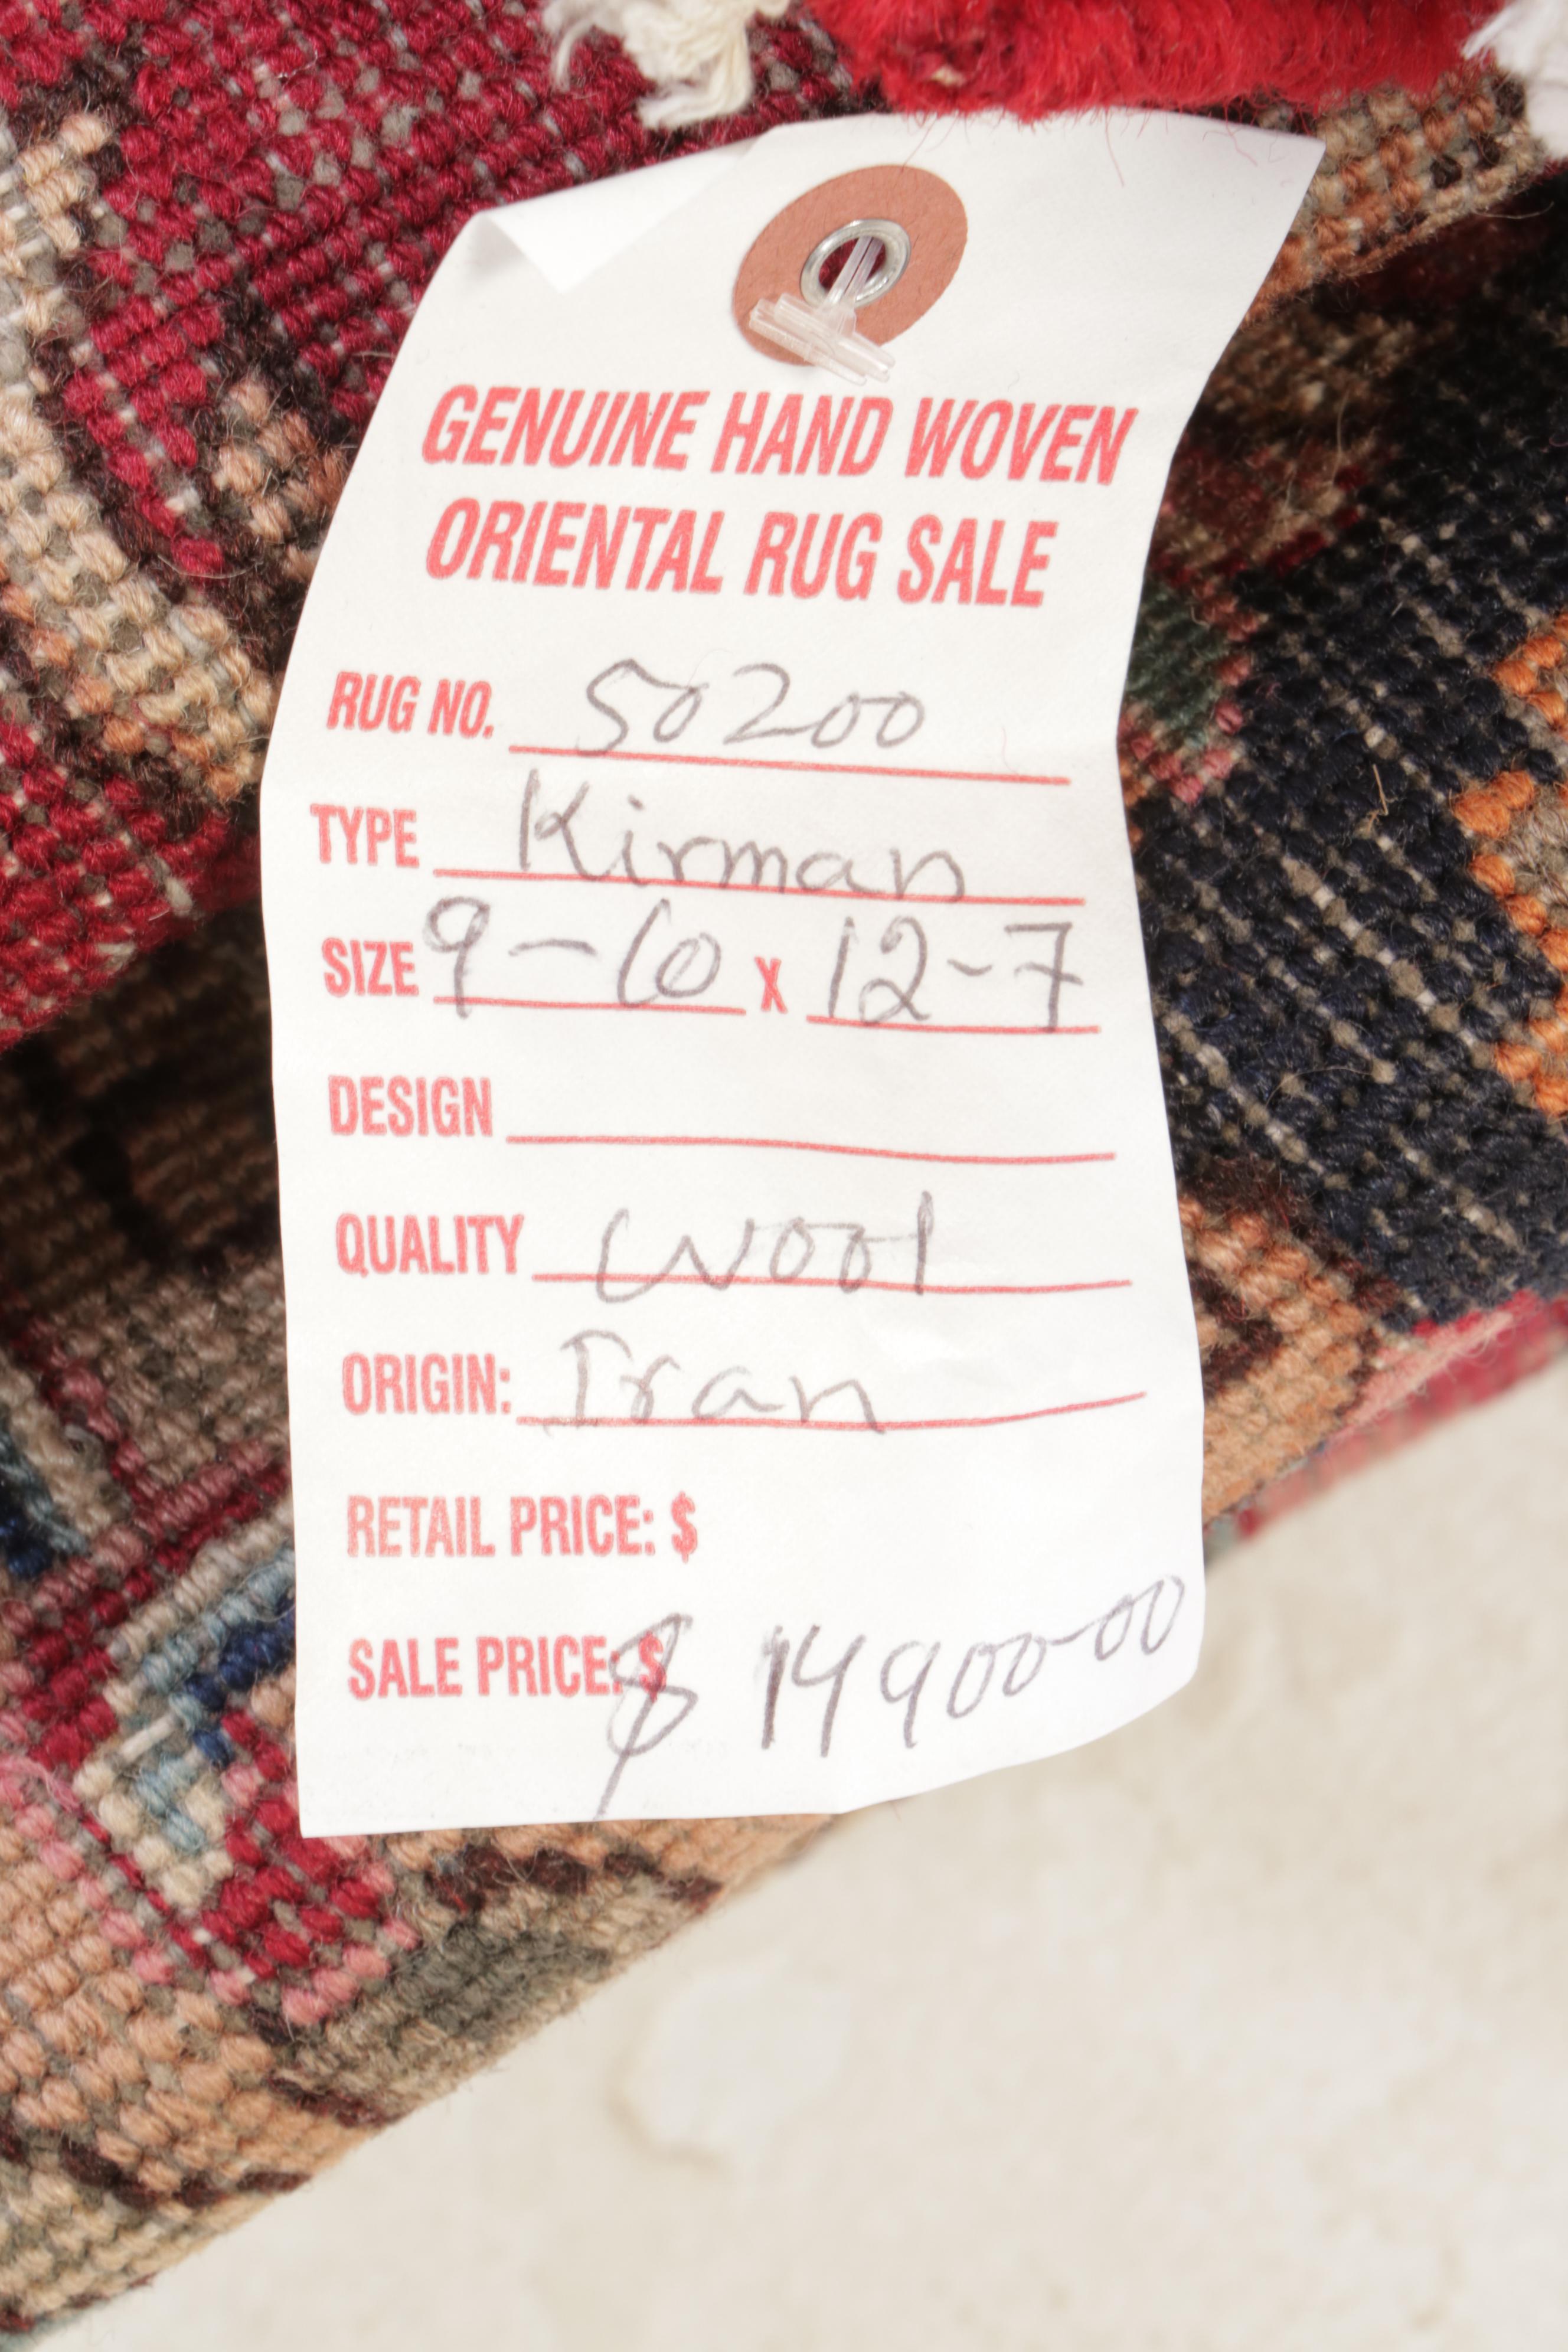 GENUINE HAND WOVEN
ORIENTAL RUG SALE
RUG NO. 50200
TYPE Kirman
SIZE 9-10 x 12-7
DESIGN
QUALITY Wool
ORIGIN: Iran
RETAIL PRICE: $
SALE PRICE: $ $ 14900-00